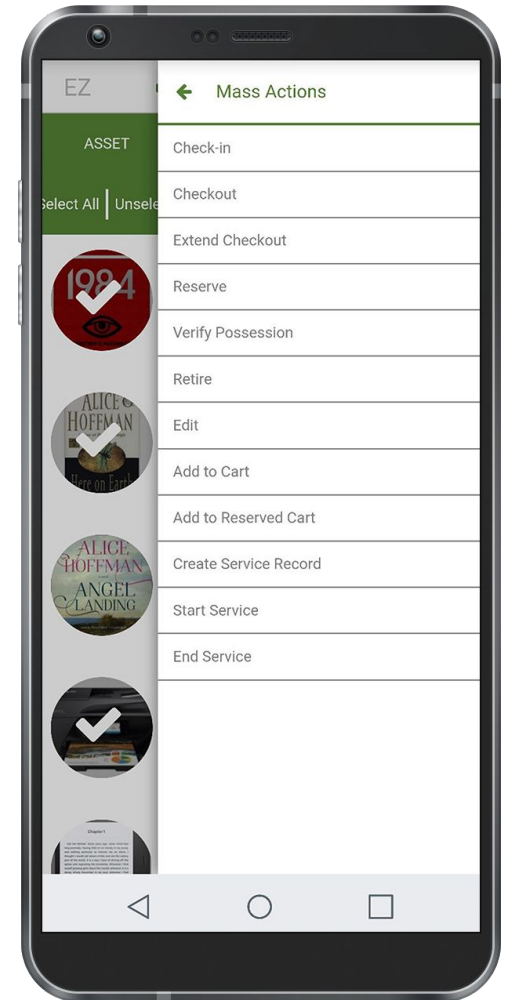 EZ
Mass Actions
ASSET
Select All
Unsele
Check-in
Checkout
Extend Checkout
Reserve
Verify Possession
Retire
Edit
Add to Cart
Add to Reserved Cart
Create Service Record
Start Service
End Service
1984
ALICE
HOFFMAN
Here on Earth
ALICE
HOFFMAN
ANGEL
LANDING
Chapter 1